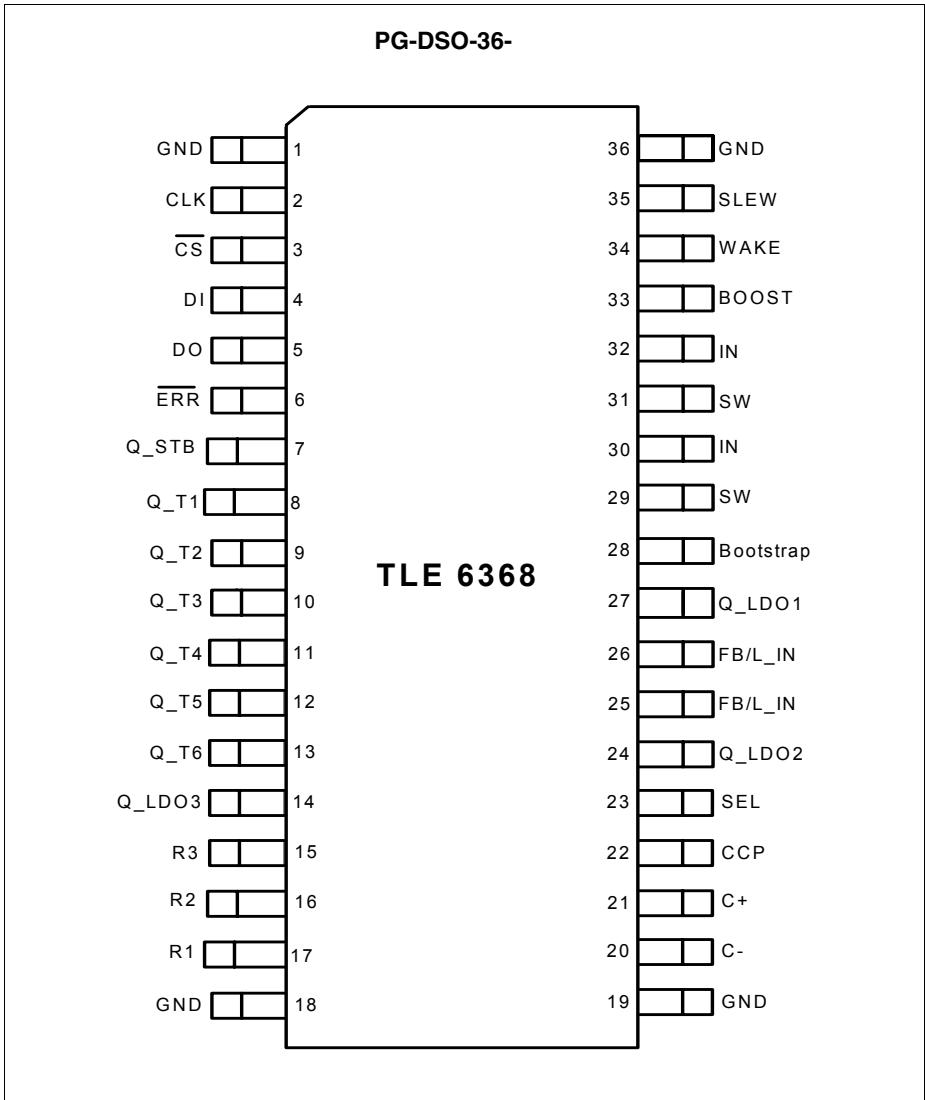 PG-DSO-36-
GND 1 36 GND
CLK 2 35 SLEW
C̅S̅ 3 34 WAKE
DI 4 33 BOOST
DO 5 32 IN
E̅R̅R̅ 6 31 SW
Q_STB 7 30 IN
Q_T1 8 29 SW
Q_T2 9 28 Bootstrap
TLE 6368
Q_T3 10 27 Q_LDO1
Q_T4 11 26 FB/L_IN
Q_T5 12 25 FB/L_IN
Q_T6 13 24 Q_LDO2
Q_LDO3 14 23 SEL
R3 15 22 CCP
R2 16 21 C+
R1 17 20 C-
GND 18 19 GND